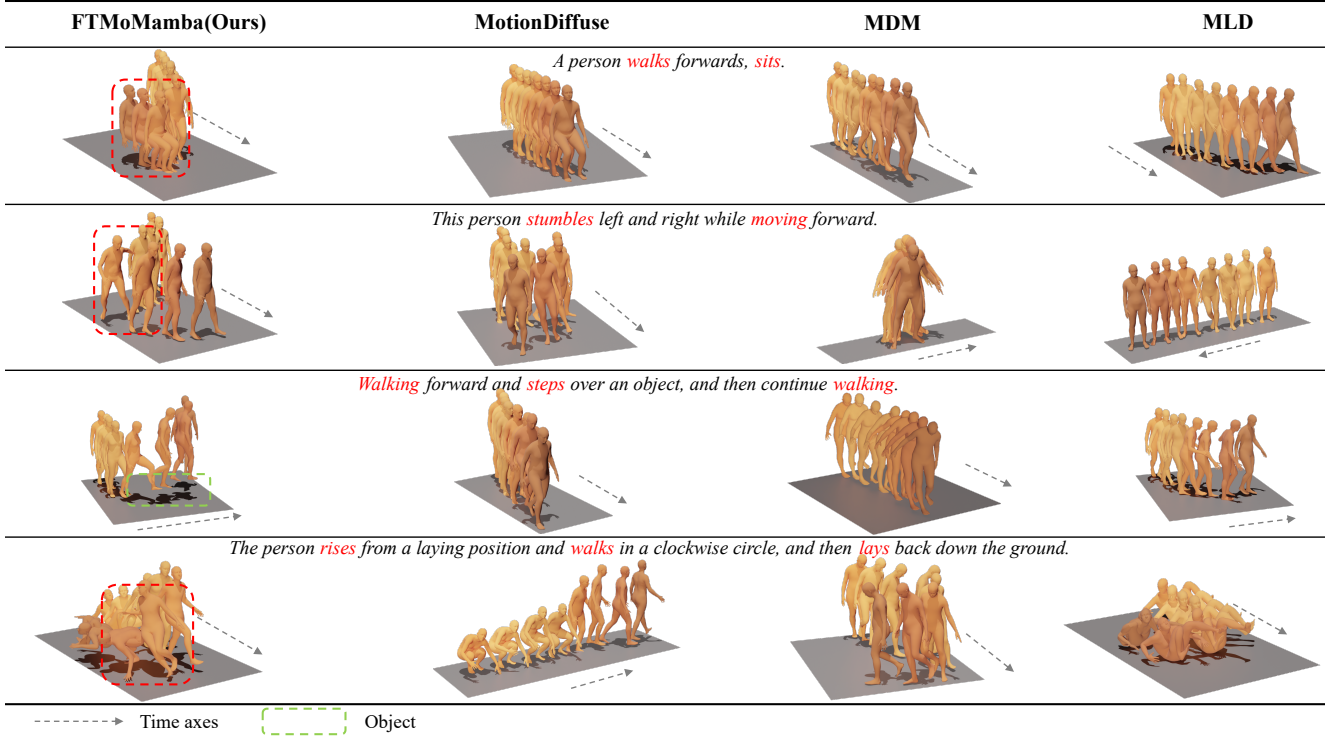 FTMoMamba(Ours) MotionDiffuse MDM MLD
A person walks forwards, sits.
This person stumbles left and right while moving forward.
Walking forward and steps over an object, and then continue walking.
The person rises from a laying position and walks in a clockwise circle, and then lays back down the ground.
Time axes Object